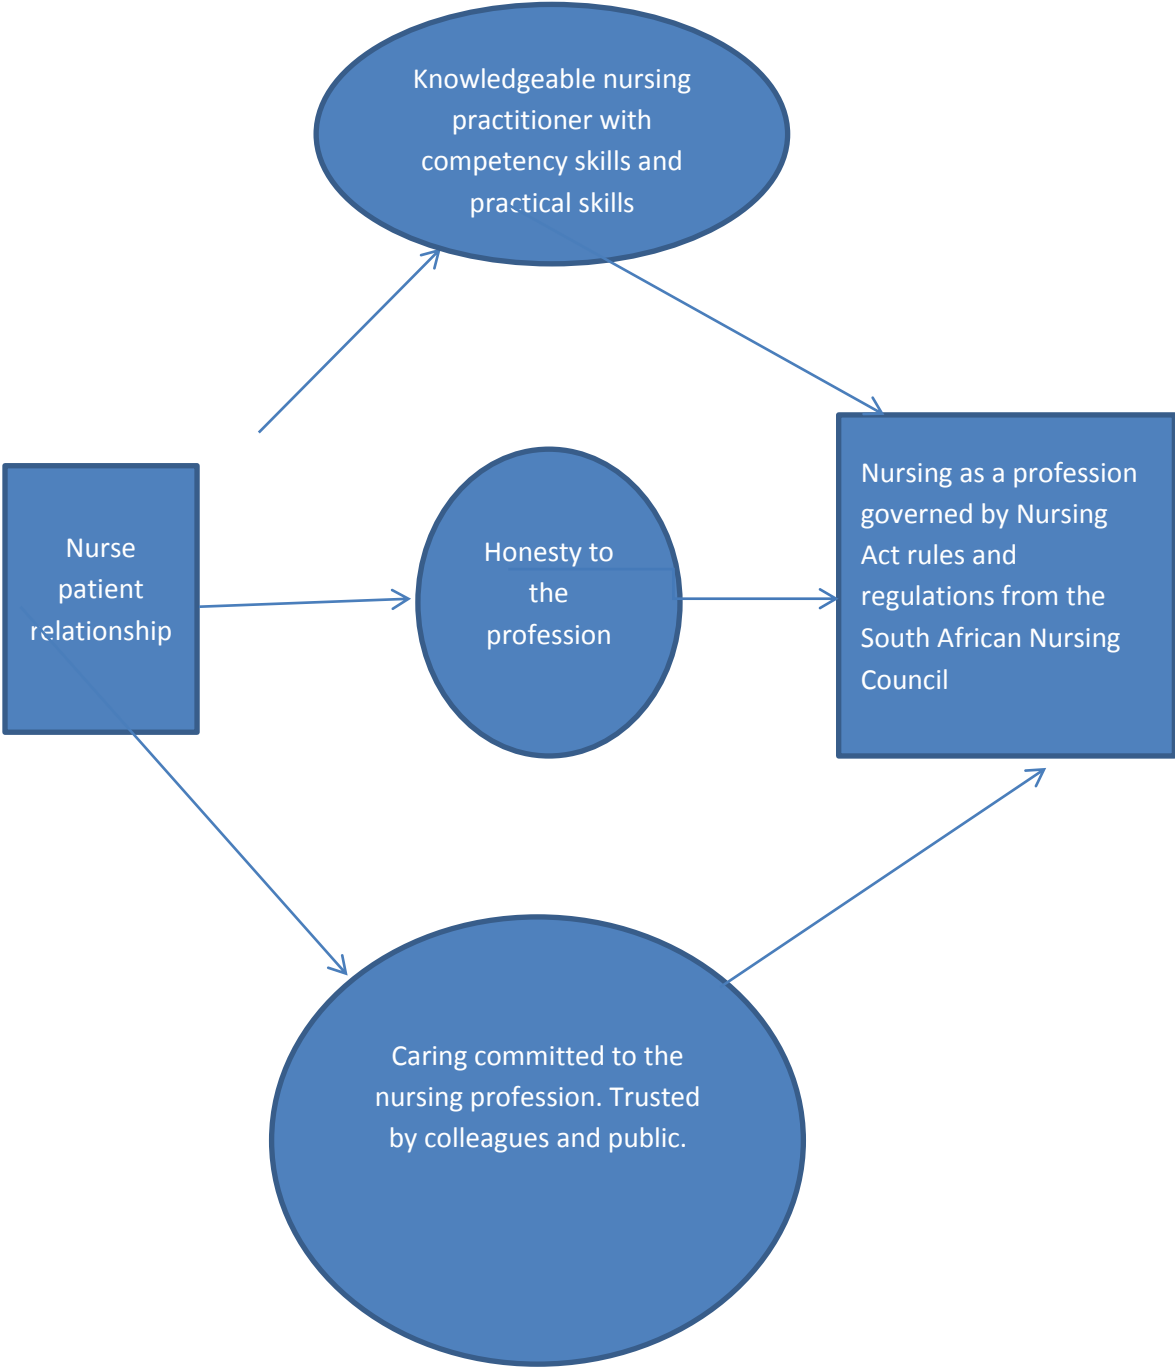 Knowledgeable nursing
practitioner with
competency skills and
practical skills
Nurse
patient
relationship
Honesty to
the
profession
Nursing as a profession
governed by Nursing
Act rules and
regulations from the
South African Nursing
Council
Caring committed to the
nursing profession. Trusted
by colleagues and public.